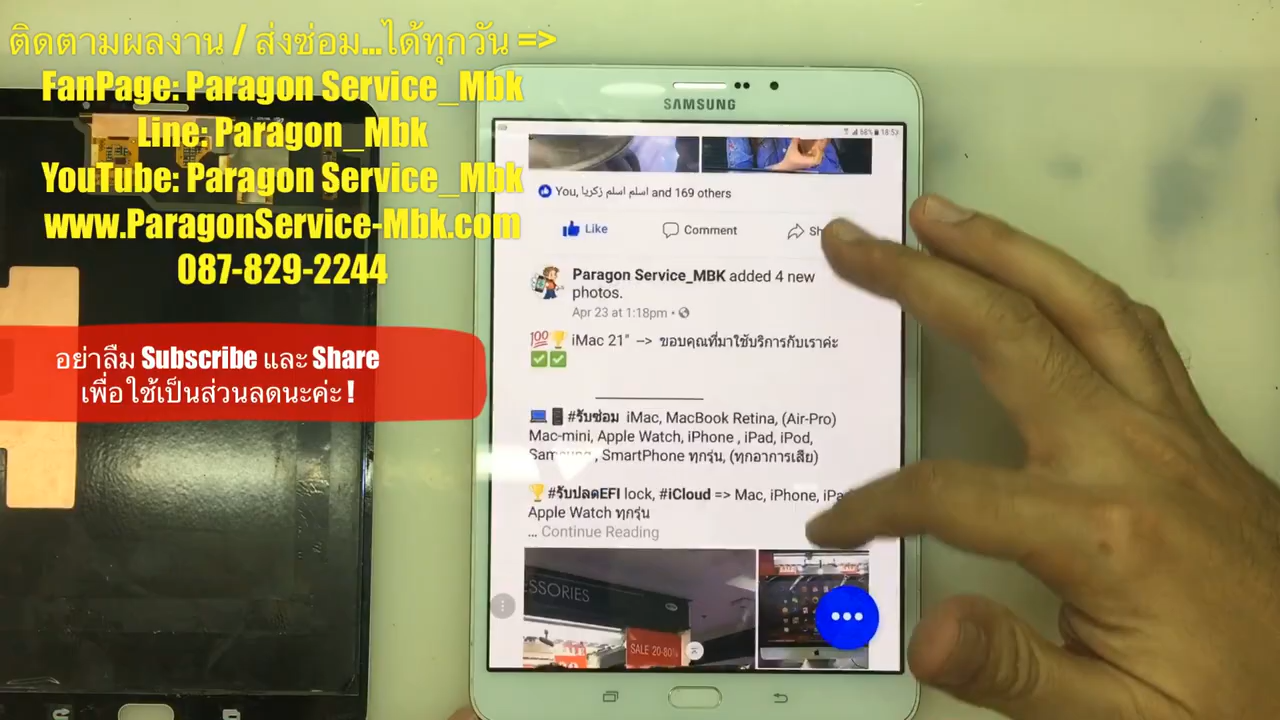 ติดตามผลงาน / ส่งซ่อม...ได้ทุกวัน =>
FanPage: Paragon Service_Mbk
Line: Paragon_Mbk
YouTube: Paragon Service_Mbk
www.ParagonService-Mbk.com
087-829-2244
อย่าลืม Subscribe และ Share
เพื่อใช้เป็นส่วนลดนะค่ะ !
SAMSUNG
68% 18:53
You, اسلم اسلم زكريا and 169 others
Like Comment Sh
Paragon Service_MBK added 4 new
photos.
Apr 23 at 1:18pm •
💯🏆 iMac 21" --> ขอบคุณที่มาใช้บริการกับเราค่ะ
✅✅
💻📱#รับซ่อม iMac, MacBook Retina, (Air-Pro)
Mac-mini, Apple Watch, iPhone , iPad, iPod,
Samsung , SmartPhone ทุกรุ่น, (ทุกอาการเสีย)
🏆#รับปลดEFI lock, #iCloud => Mac, iPhone, iPa
Apple Watch ทุกรุ่น
... Continue Reading
ESSORIES
SALE 20-80%